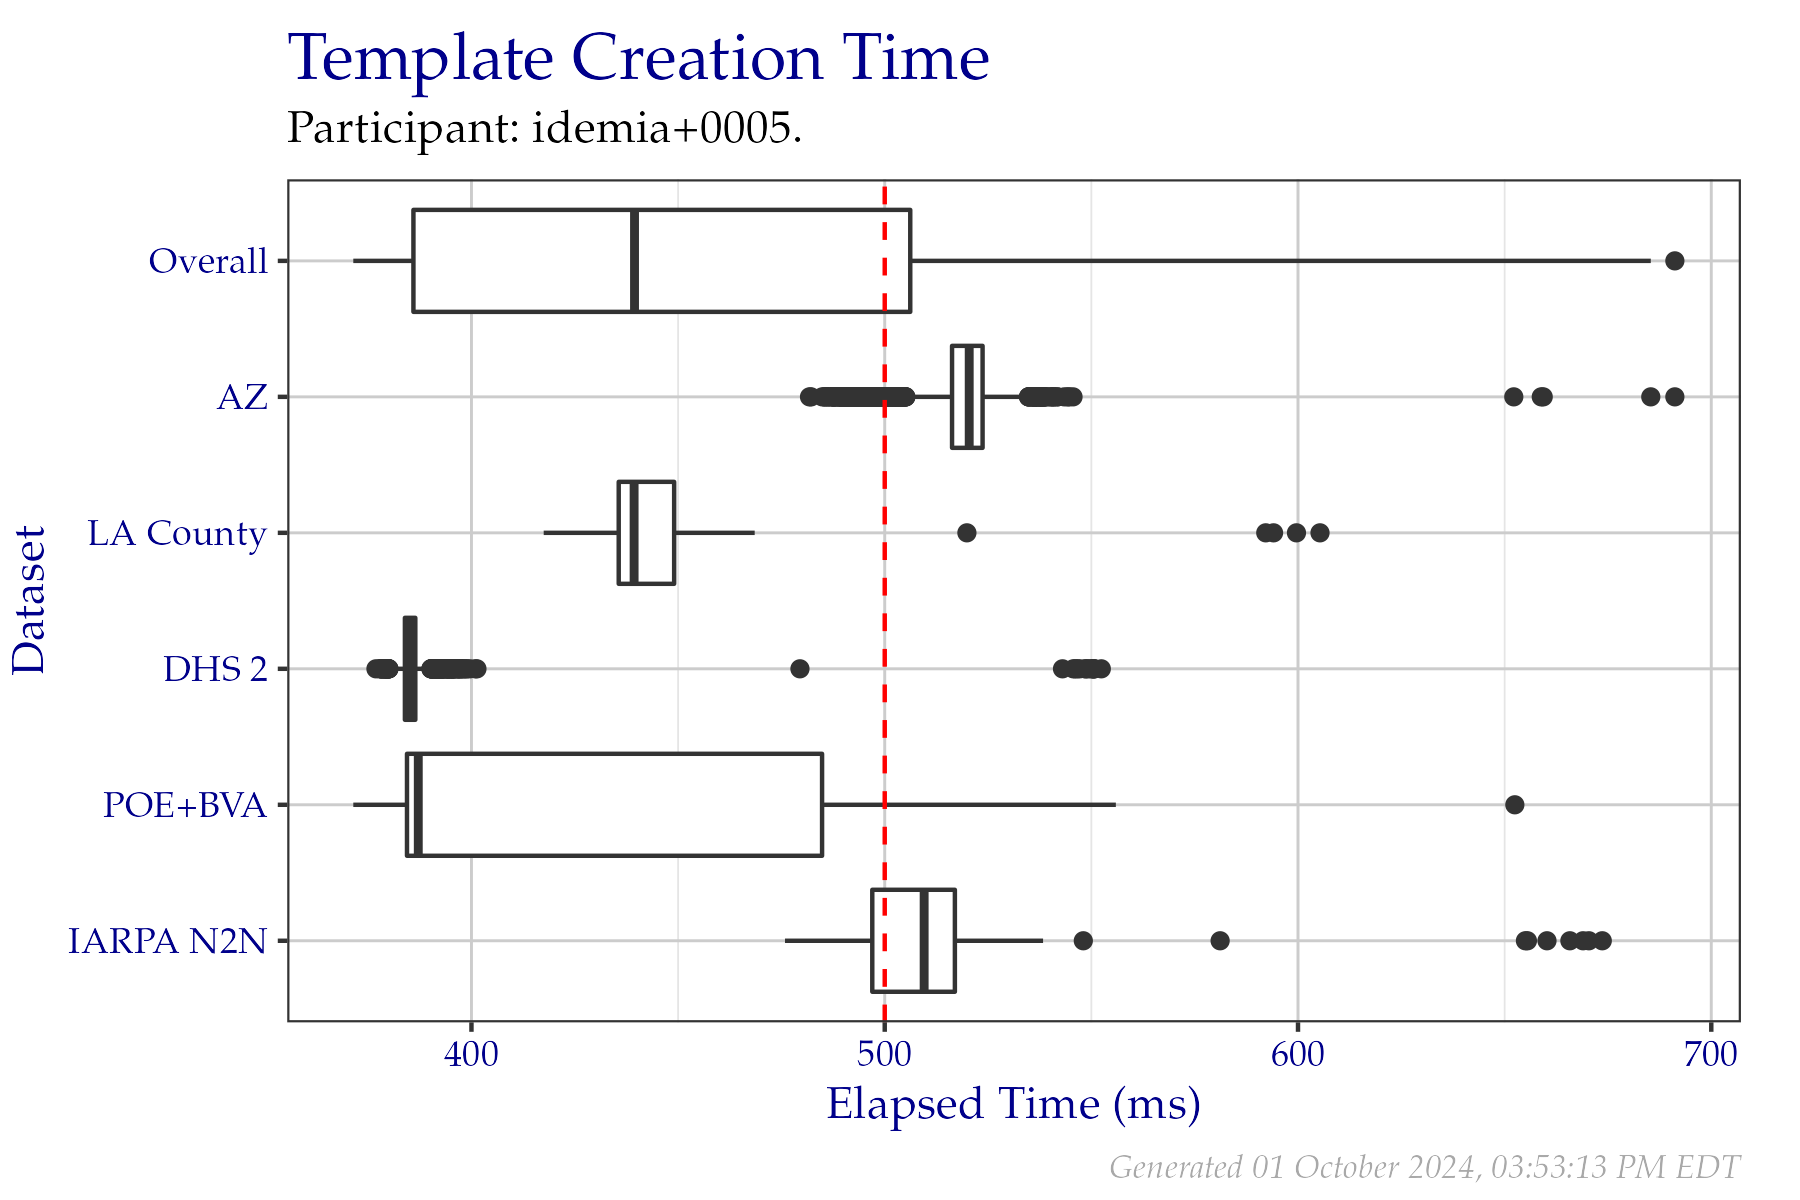 Template Creation Time
Participant: idemia+0005.
Overall
AZ
LA County
DHS 2
POE+BVA
IARPA N2N
Dataset
400 500 600 700
Elapsed Time (ms)
Generated 01 October 2024, 03:53:13 PM EDT